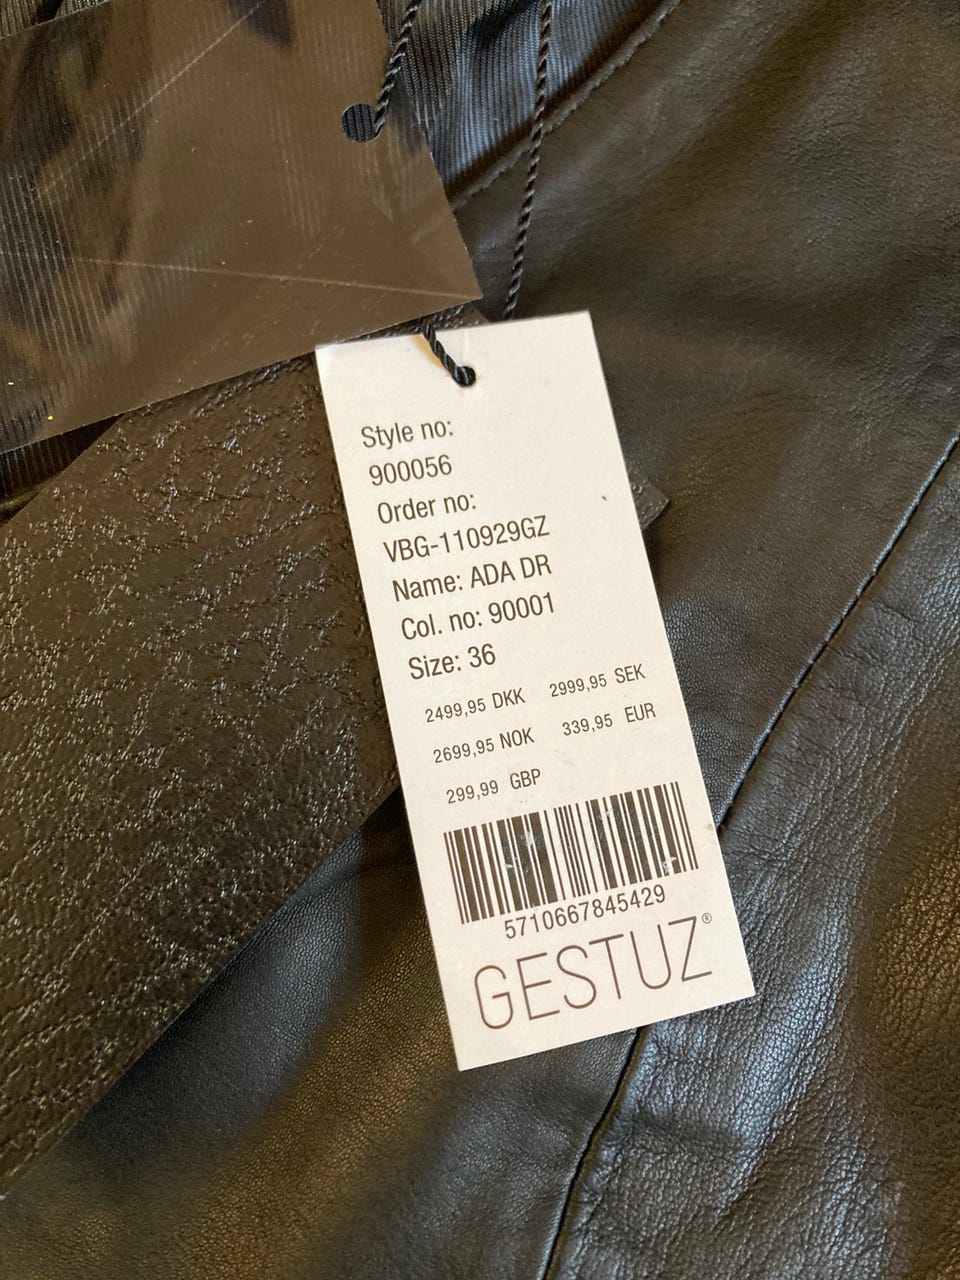 Style no:
900056
Order no:
VBG-110929GZ
Name: ADA DR
Col. no: 90001
Size: 36
2499,95 DKK 2999,95 SEK
2699,95 NOK 339,95 EUR
299,99 GBP
5710667845429
GESTUZ®